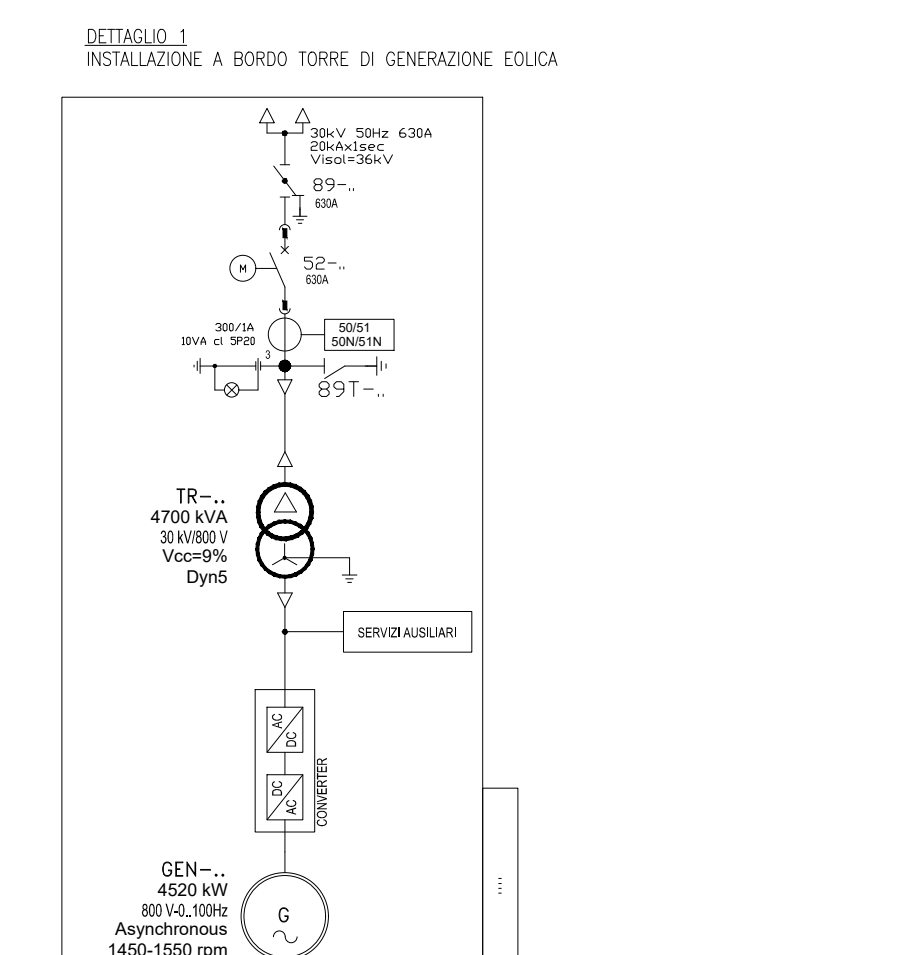 DETTAGLIO 1
INSTALLAZIONE A BORDO TORRE DI GENERAZIONE EOLICA
30kV 50Hz 630A
20kAx1sec
Visol=36kV
89-..
630A
M
52-..
630A
300/1A
10VA cl 5P20
50/51
50N/51N
3
89T-..
TR-..
4700 kVA
30 kV/800 V
Vcc=9%
Dyn5
SERVIZI AUSILIARI
AC
DC
DC
AC
CONVERTER
GEN-..
4520 kW
800 V-0..100Hz
Asynchronous
1450-1550 rpm
G